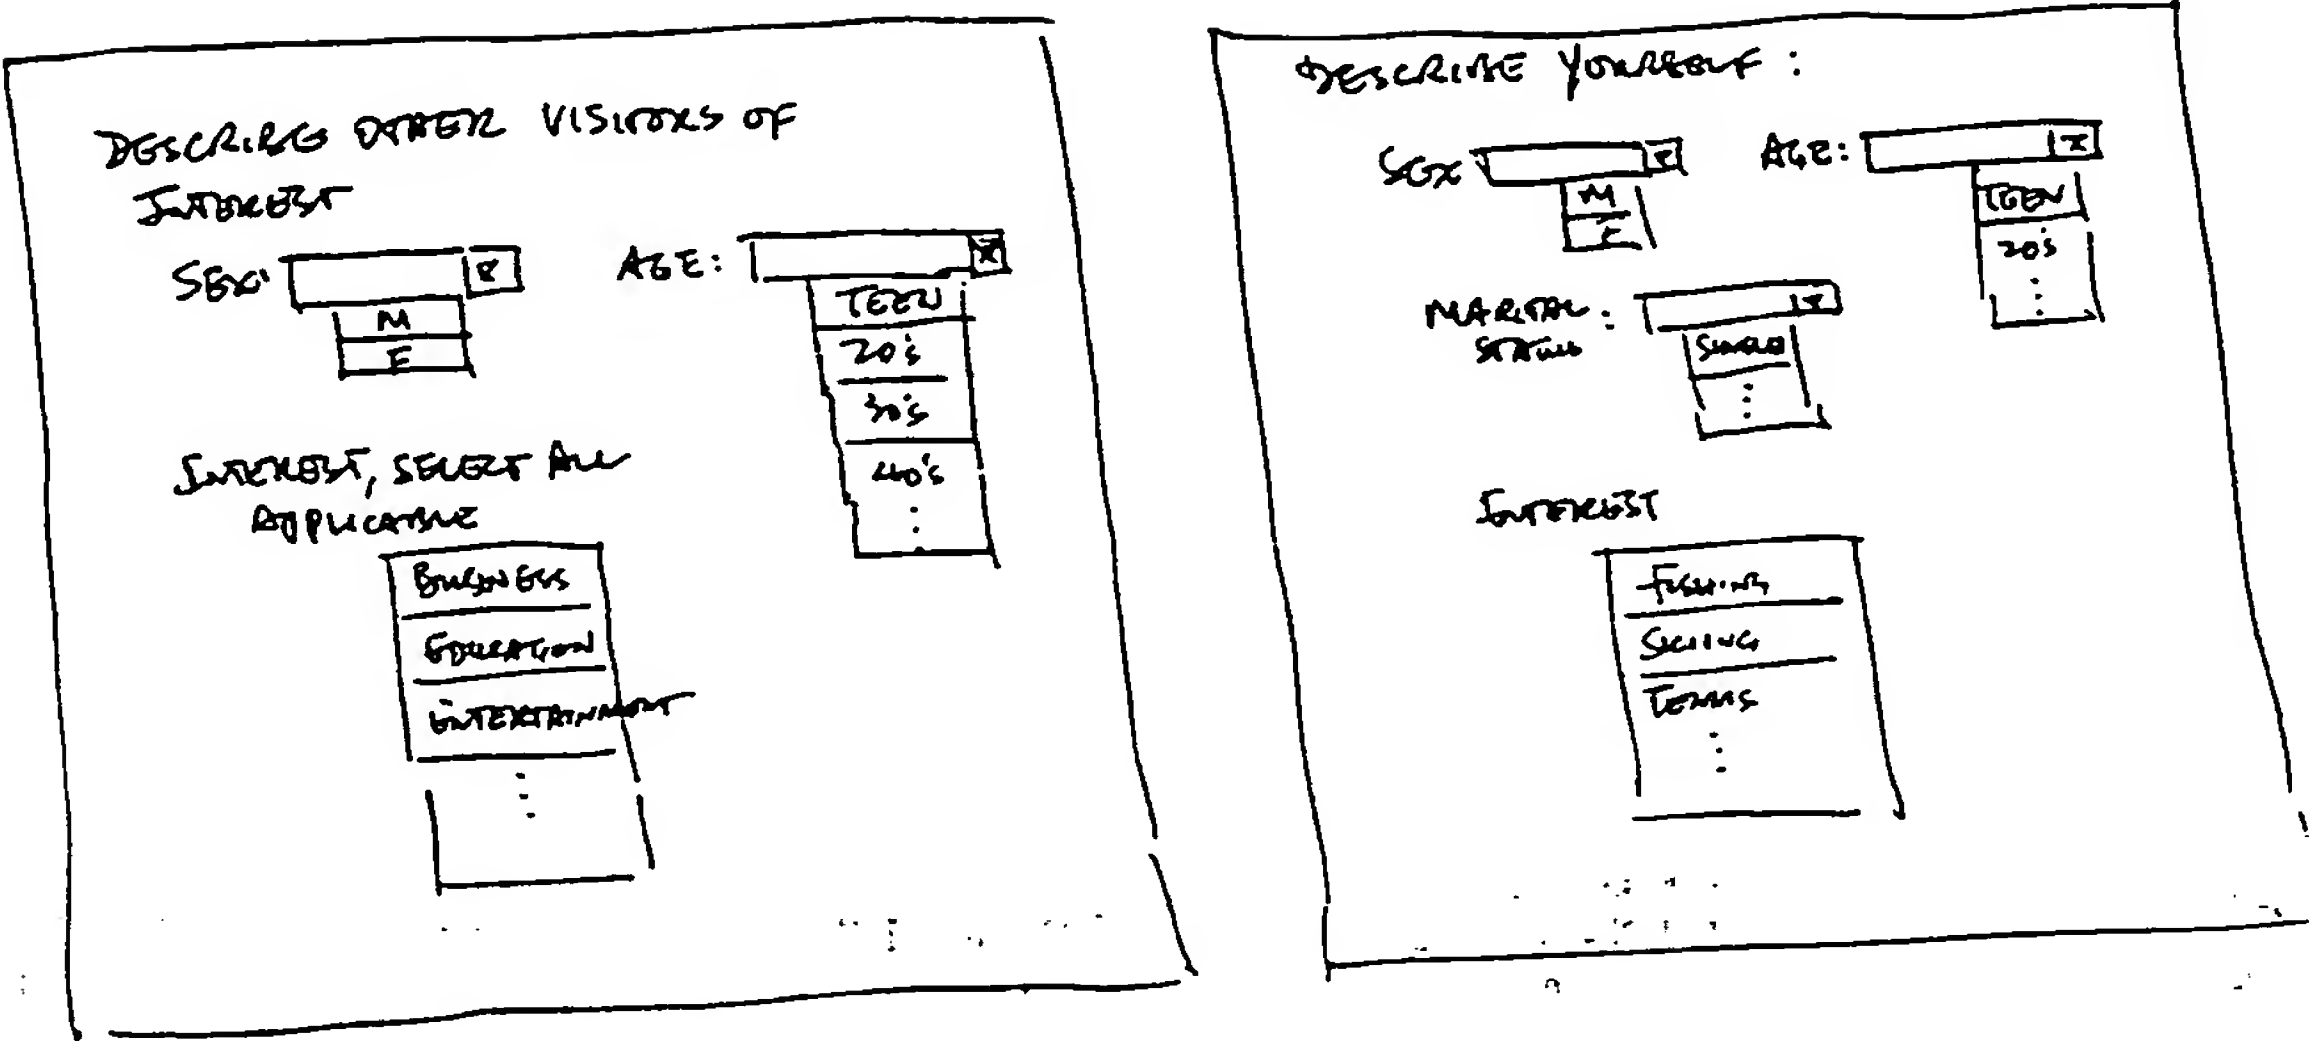 DESCRIBE OTHER VISITORS OF
INTEREST
SEX:
M
F
AGE:
TEEN
20's
30's
40's
INTEREST, SELECT ALL
APPLICABLE
BUSINESS
EDUCATION
ENTERTAINMENT
DESCRIBE YOURSELF :
SEX
M
F
AGE:
TEEN
20's
MARITAL :
STATUS
SINGLE
INTEREST
FISHING
SKIING
TENNIS